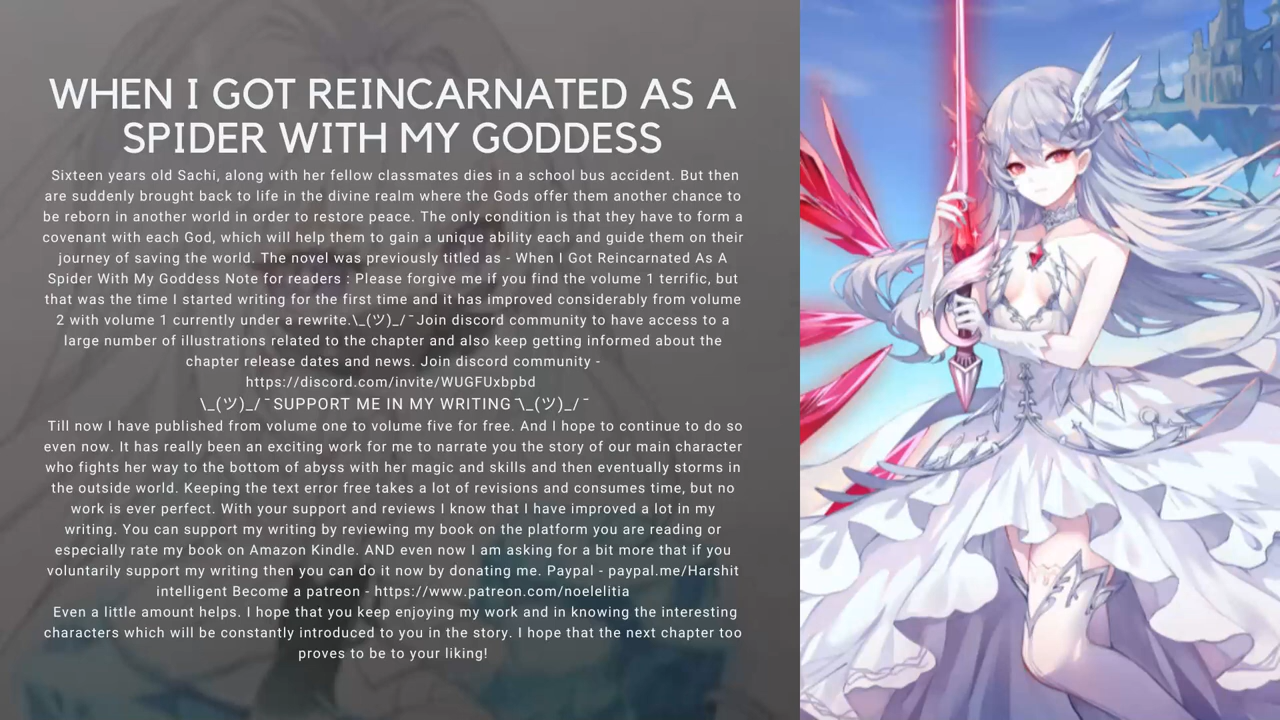 WHEN I GOT REINCARNATED AS A
SPIDER WITH MY GODDESS
Sixteen years old Sachi, along with her fellow classmates dies in a school bus accident. But then
are suddenly brought back to life in the divine realm where the Gods offer them another chance to
be reborn in another world in order to restore peace. The only condition is that they have to form a
covenant with each God, which will help them to gain a unique ability each and guide them on their
journey of saving the world. The novel was previously titled as - When I Got Reincarnated As A
Spider With My Goddess Note for readers : Please forgive me if you find the volume 1 terrific, but
that was the time I started writing for the first time and it has improved considerably from volume
2 with volume 1 currently under a rewrite.\_(ツ)_/¯Join discord community to have access to a
large number of illustrations related to the chapter and also keep getting informed about the
chapter release dates and news. Join discord community -
https://discord.com/invite/WUGFUxbpbd
\_(ツ)_/¯SUPPORT ME IN MY WRITING¯\_(ツ)_/¯
Till now I have published from volume one to volume five for free. And I hope to continue to do so
even now. It has really been an exciting work for me to narrate you the story of our main character
who fights her way to the bottom of abyss with her magic and skills and then eventually storms in
the outside world. Keeping the text error free takes a lot of revisions and consumes time, but no
work is ever perfect. With your support and reviews I know that I have improved a lot in my
writing. You can support my writing by reviewing my book on the platform you are reading or
especially rate my book on Amazon Kindle. AND even now I am asking for a bit more that if you
voluntarily support my writing then you can do it now by donating me. Paypal - paypal.me/Harshit
intelligent Become a patreon - https://www.patreon.com/noelelitia
Even a little amount helps. I hope that you keep enjoying my work and in knowing the interesting
characters which will be constantly introduced to you in the story. I hope that the next chapter too
proves to be to your liking!